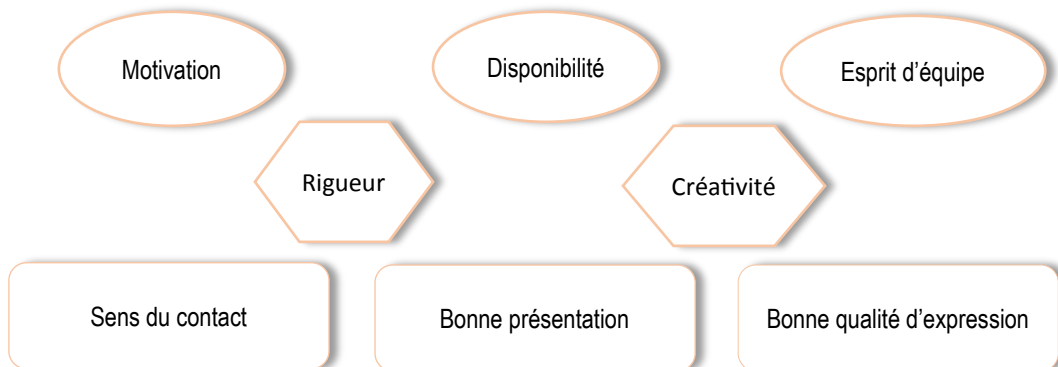 Motivation
Disponibilité
Esprit d’équipe
Rigueur
Créativité
Sens du contact
Bonne présentation
Bonne qualité d’expression